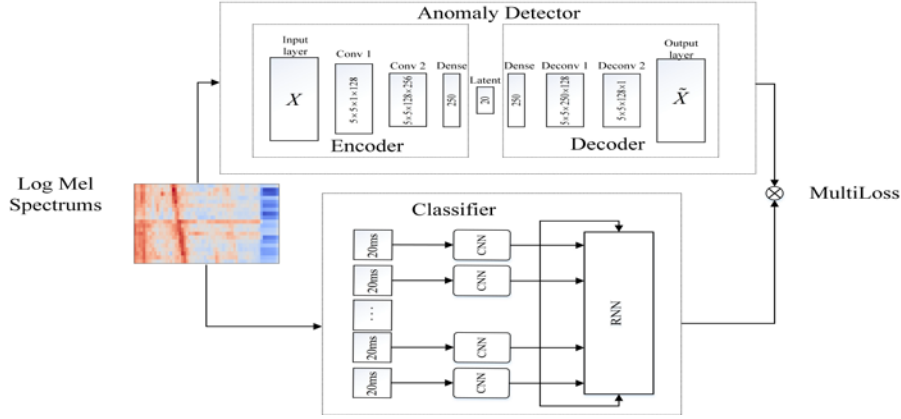 Anomaly Detector
Input
layer
Conv 1
Conv 2
Dense
Latent
Dense
Deconv 1
Deconv 2
Output
layer
X
5×5×1×128
5×5×128×256
250
20
250
5×5×250×128
5×5×128×1
X̃
Encoder
Decoder
Log Mel
Spectrums
MultiLoss
Classifier
20ms
CNN
20ms
CNN
...
RNN
20ms
CNN
20ms
CNN